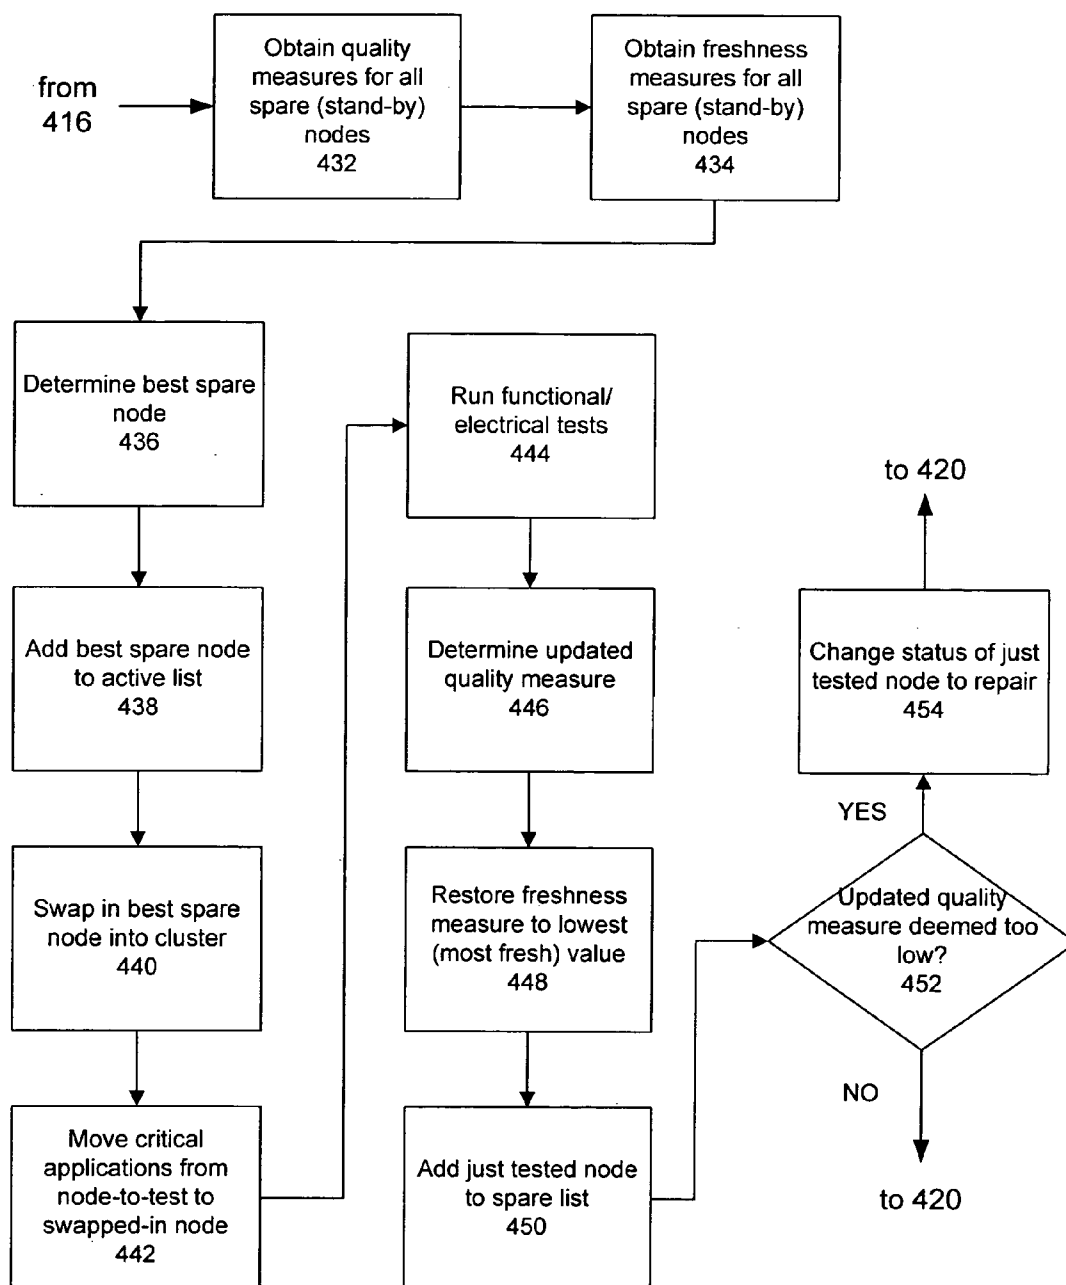 from
416
Obtain quality
measures for all
spare (stand-by)
nodes
432
Obtain freshness
measures for all
spare (stand-by)
nodes
434
Determine best spare
node
436
Add best spare node
to active list
438
Swap in best spare
node into cluster
440
Move critical
applications from
node-to-test to
swapped-in node
442
Run functional/
electrical tests
444
Determine updated
quality measure
446
Restore freshness
measure to lowest
(most fresh) value
448
Add just tested node
to spare list
450
to 420
Change status of just
tested node to repair
454
YES
Updated quality
measure deemed too
low?
452
NO
to 420